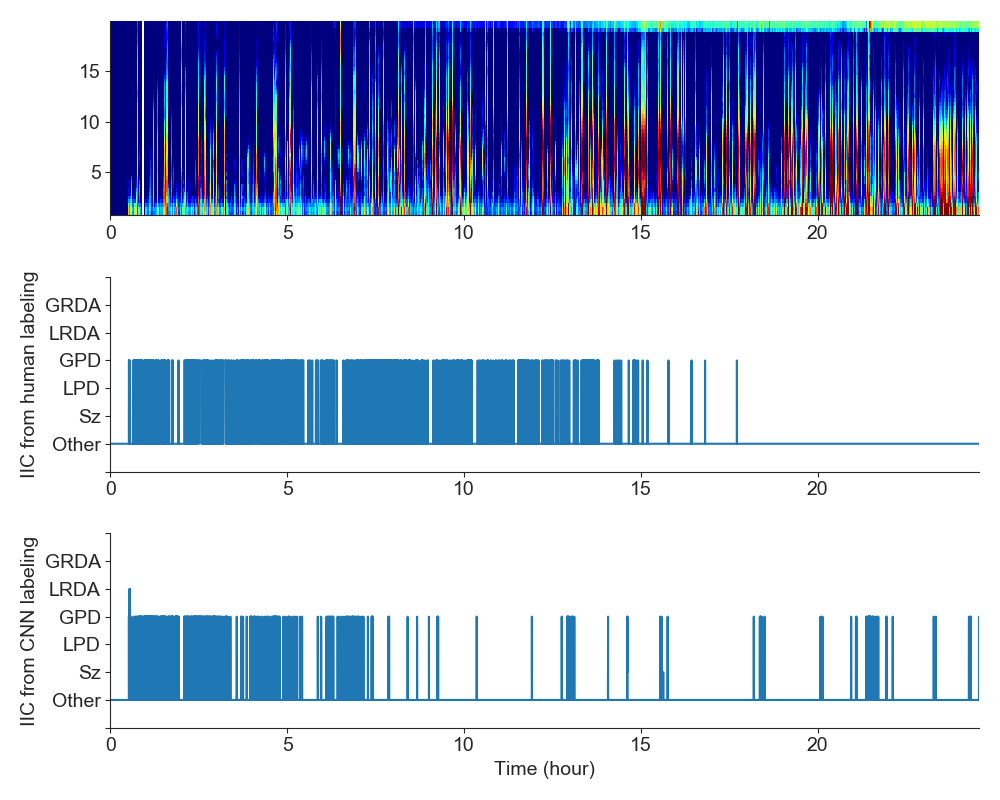 15
10
5
0 5 10 15 20
IIC from human labeling
GRDA
LRDA
GPD
LPD
Sz
Other
0 5 10 15 20
IIC from CNN labeling
GRDA
LRDA
GPD
LPD
Sz
Other
0 5 10 15 20
Time (hour)